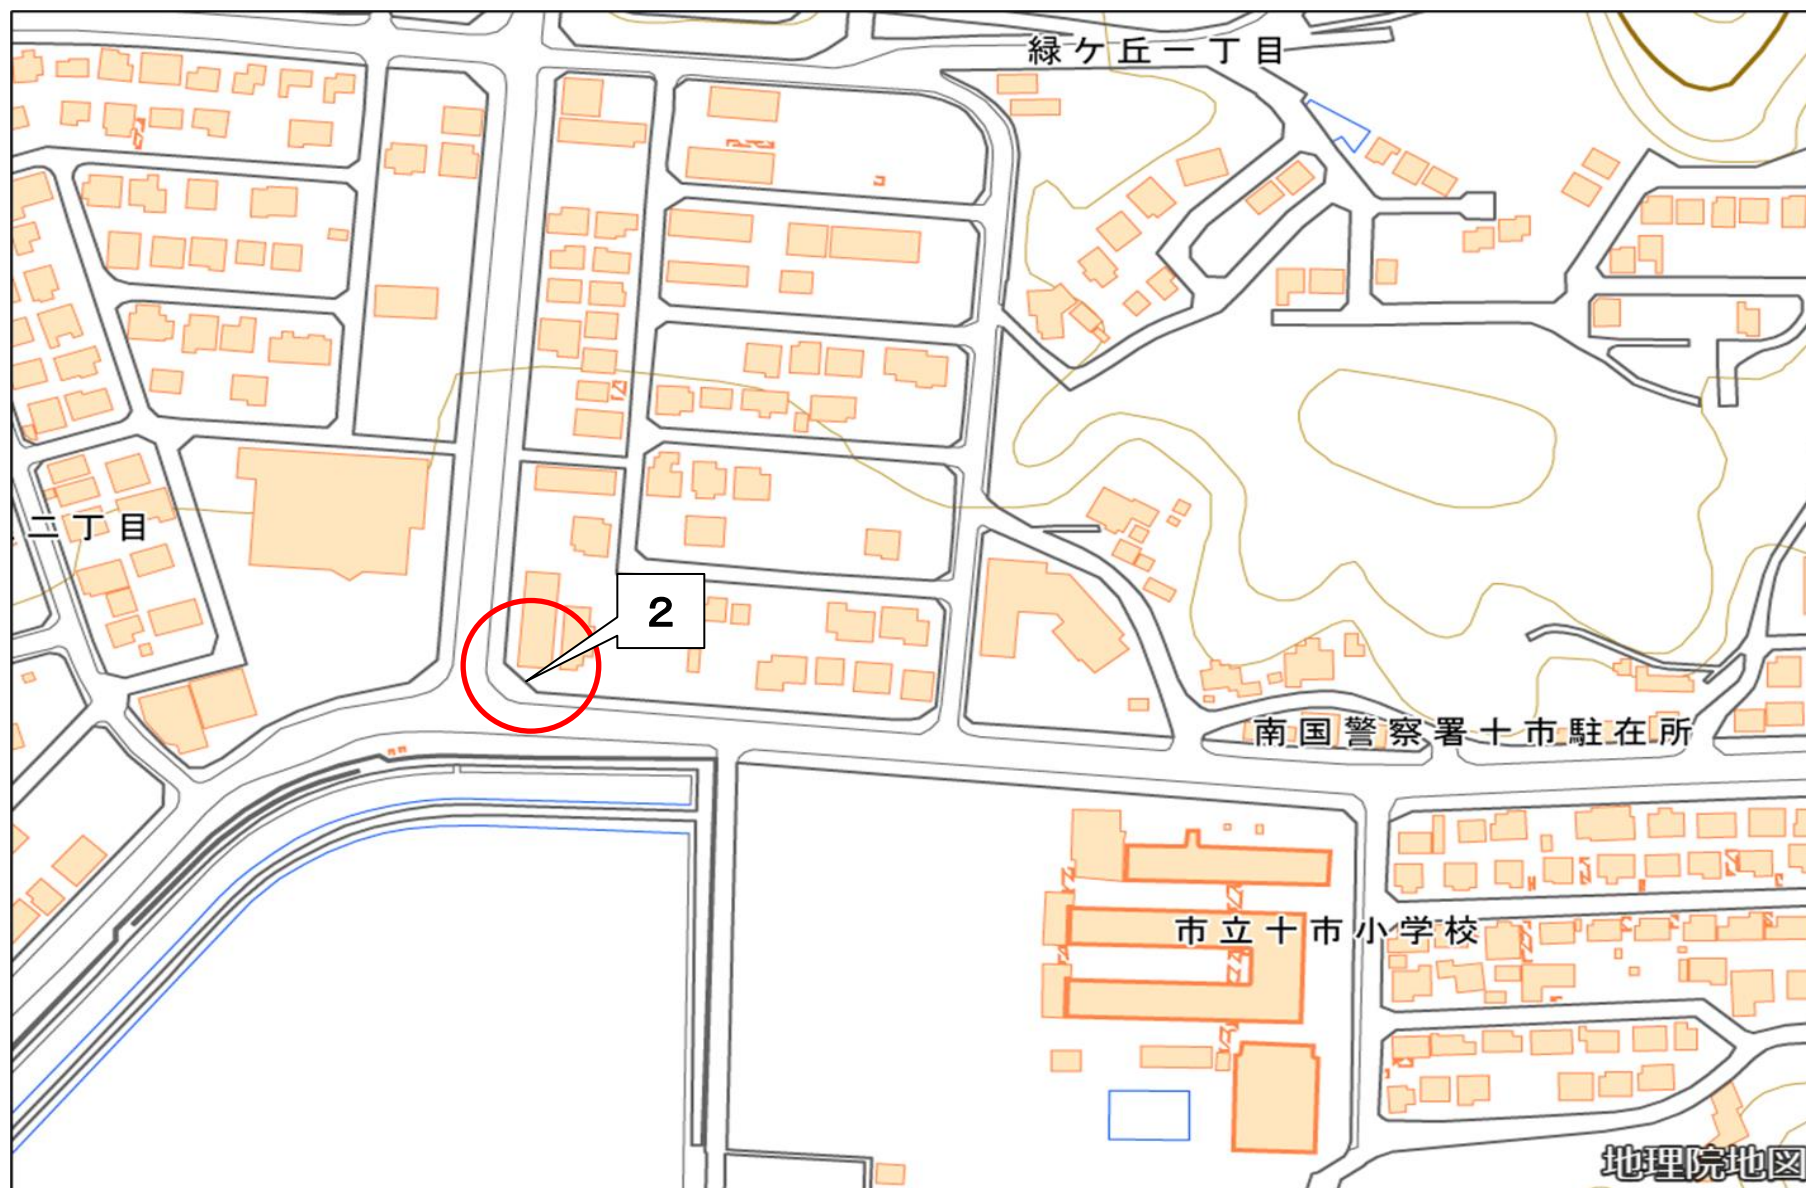 緑ケ丘一丁目
二丁目
2
南国警察署十市駐在所
市立十市小学校
地理院地図